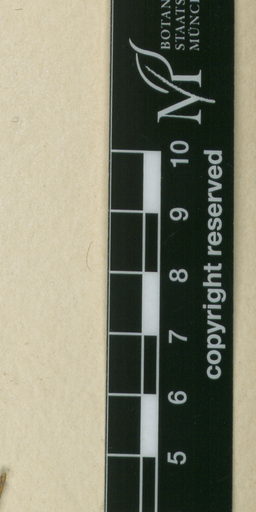 BOTAN
STAATS
MÜNCH
M
10
9
8
7
6
5
copyright reserved